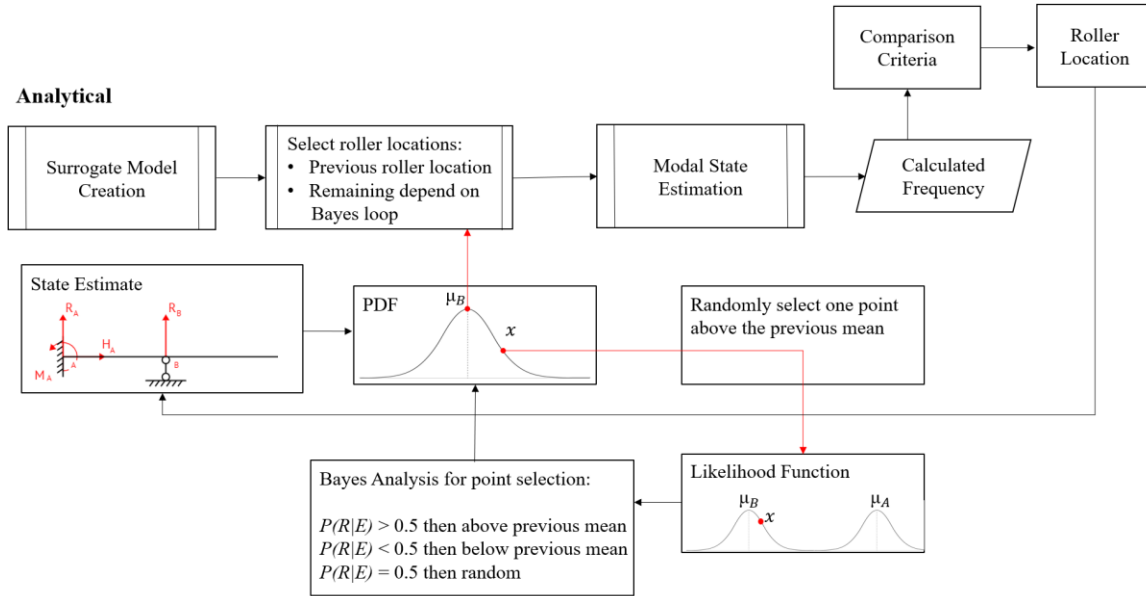 Comparison
Criteria
Roller
Location
Analytical
Surrogate Model
Creation
Select roller locations:
• Previous roller location
• Remaining depend on
Bayes loop
Modal State
Estimation
Calculated
Frequency
State Estimate
R_A
R_B
H_A
A
B
M_A
PDF
μ_B
x
Randomly select one point
above the previous mean
Bayes Analysis for point selection:
P(R|E) > 0.5 then above previous mean
P(R|E) < 0.5 then below previous mean
P(R|E) = 0.5 then random
Likelihood Function
μ_B
x
μ_A